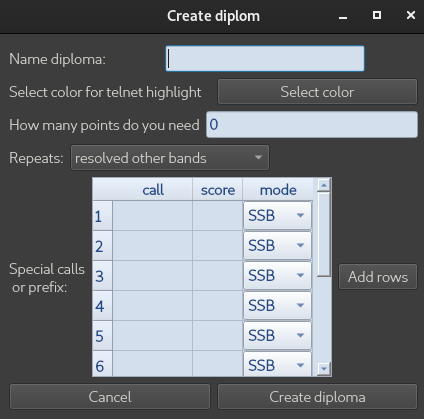 Create diplom
Name diploma:
Select color for telnet highlight Select color
How many points do you need 0
Repeats: resolved other bands
call score mode
1 SSB
2 SSB
3 SSB
4 SSB
5 SSB
6 SSB
Special calls
or prefix:
Add rows
Cancel Create diploma